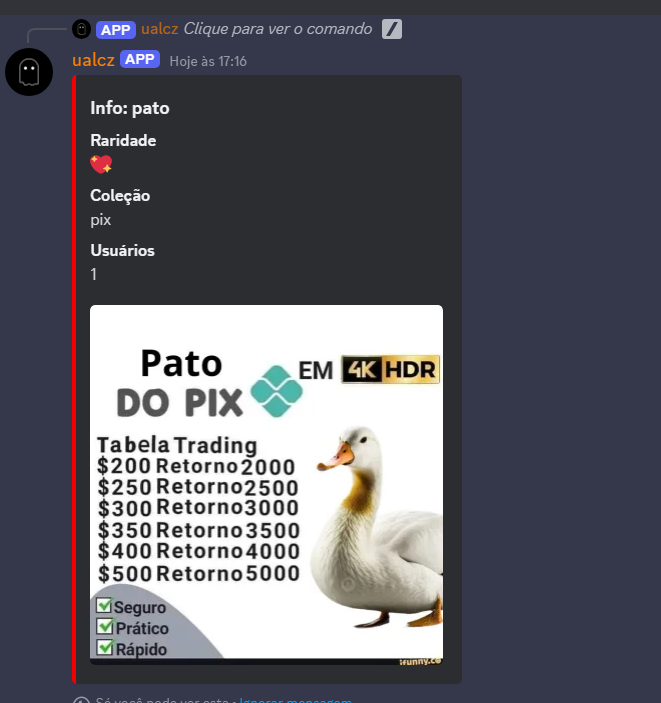 APP ualcz Clique para ver o comando
ualcz APP Hoje às 17:16
Info: pato
Raridade
Coleção
pix
Usuários
1
Pato
DO PIX
EM 4K HDR
Tabela Trading
$200 Retorno 2000
$250 Retorno 2500
$300 Retorno 3000
$350 Retorno 3500
$400 Retorno 4000
$500 Retorno 5000
Seguro
Prático
Rápido
ifunny.co
Só você pode ver esta • Ignorar mensagem